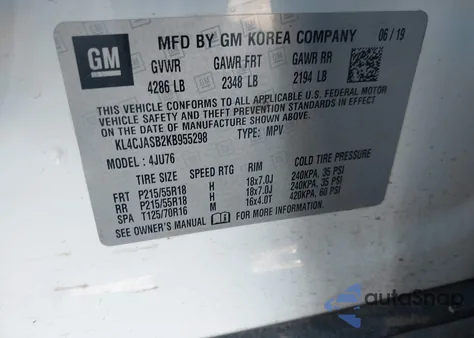 GM
MFD BY GM KOREA COMPANY 06/19
GVWR GAWR FRT GAWR RR
4286 LB 2348 LB 2194 LB
THIS VEHICLE CONFORMS TO ALL APPLICABLE U.S. FEDERAL MOTOR
VEHICLE SAFETY, BUMPER, AND THEFT PREVENTION STANDARDS IN
EFFECT ON THE DATE OF MANUFACTURE SHOWN ABOVE.
KL4CJASB2KB955298 TYPE: MPV
MODEL: 4JU76
TIRE SIZE SPEED RTG RIM COLD TIRE PRESSURE
FRT P215/55R18 H 18x7.0J 240KPA, 35 PSI
RR P215/55R18 H 18x7.0J 240KPA, 35 PSI
SPA T125/70R16 M 16x4.0T 420KPA, 60 PSI
SEE OWNER'S MANUAL FOR MORE INFORMATION.
autoSnap